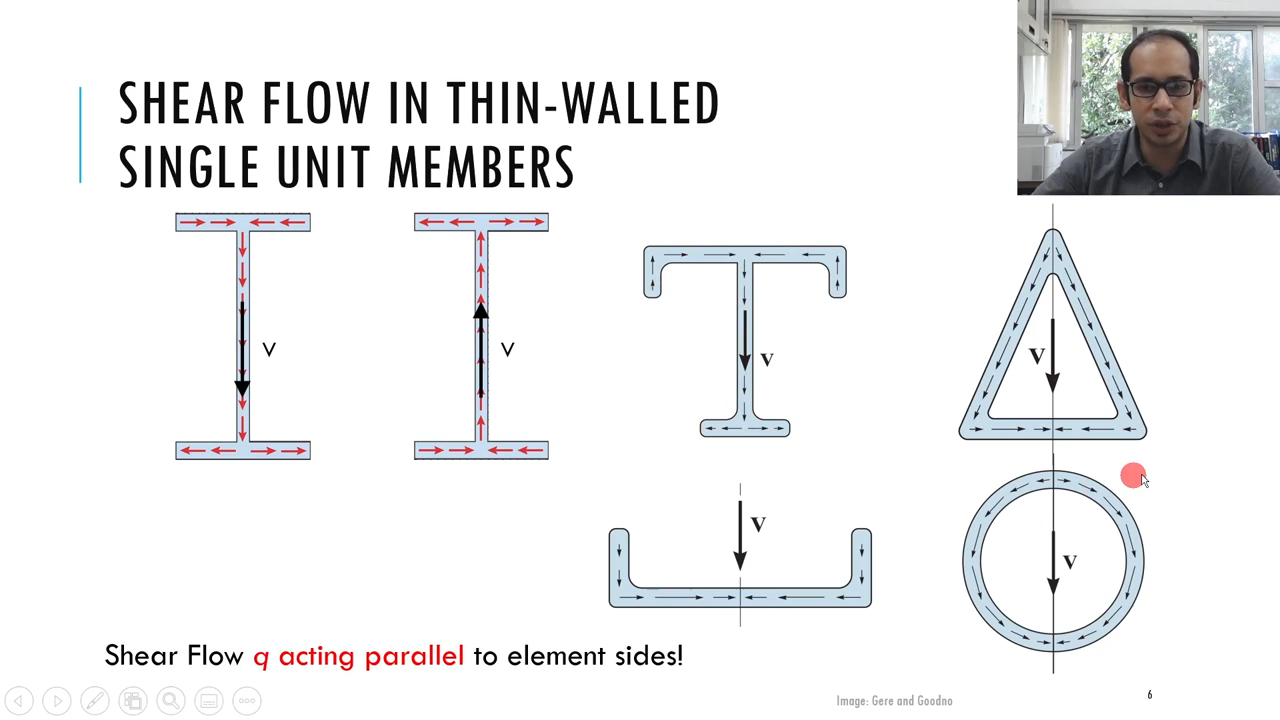 SHEAR FLOW IN THIN-WALLED
SINGLE UNIT MEMBERS
V
V
V
V
V
V
Shear Flow q acting parallel to element sides!
Image: Gere and Goodno
6